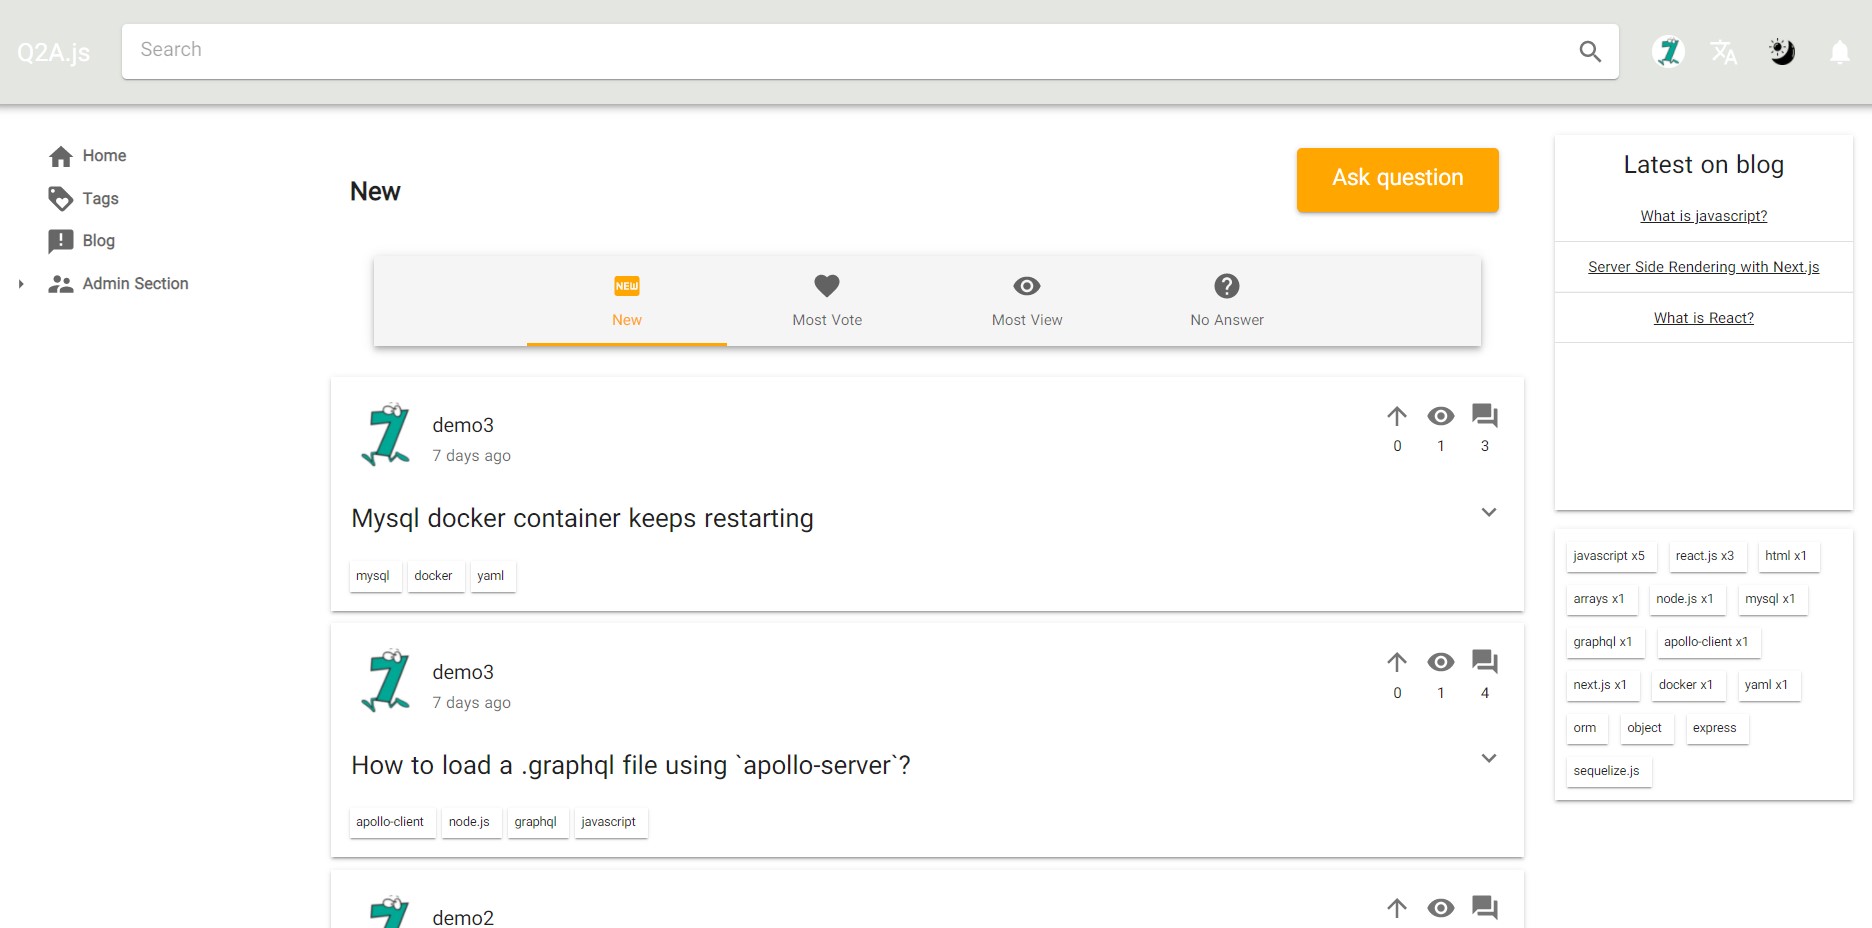 Q2A.js
Search
Home
Tags
Blog
Admin Section
New
Ask question
NEW
New
Most Vote
Most View
No Answer
demo3
7 days ago
0 1 3
Mysql docker container keeps restarting
mysql docker yaml
demo3
7 days ago
0 1 4
How to load a .graphql file using `apollo-server`?
apollo-client node.js graphql javascript
demo2
Latest on blog
What is javascript?
Server Side Rendering with Next.js
What is React?
javascript x5 react.js x3 html x1
arrays x1 node.js x1 mysql x1
graphql x1 apollo-client x1
next.js x1 docker x1 yaml x1
orm object express
sequelize.js